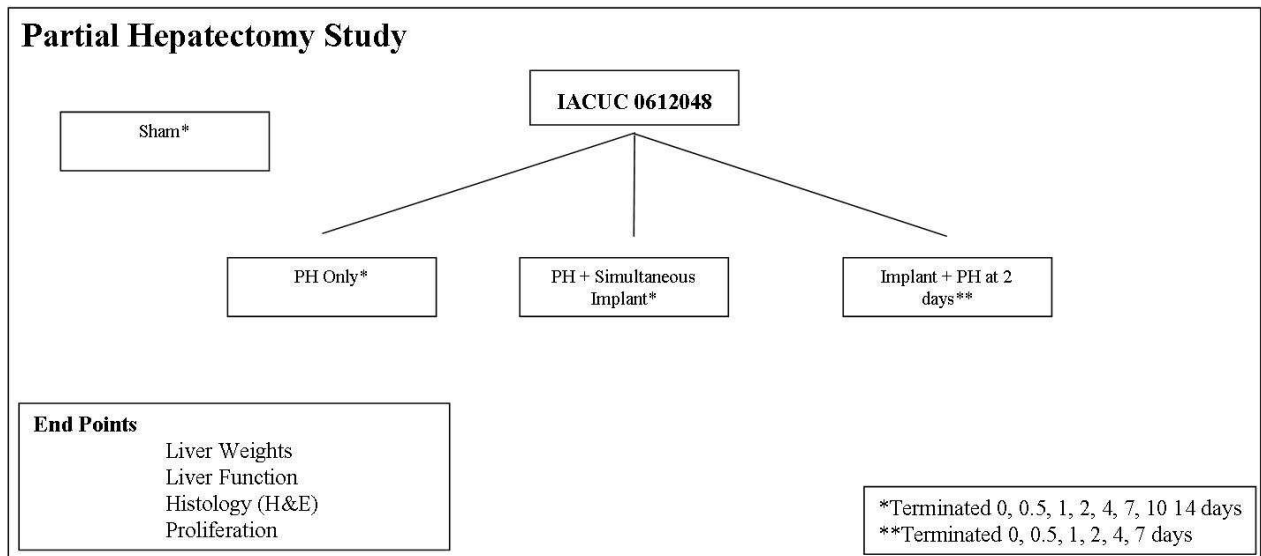 Partial Hepatectomy Study
IACUC 0612048
Sham*
PH Only*
PH + Simultaneous
Implant*
Implant + PH at 2
days**
End Points
Liver Weights
Liver Function
Histology (H&E)
Proliferation
*Terminated 0, 0.5, 1, 2, 4, 7, 10 14 days
**Terminated 0, 0.5, 1, 2, 4, 7 days